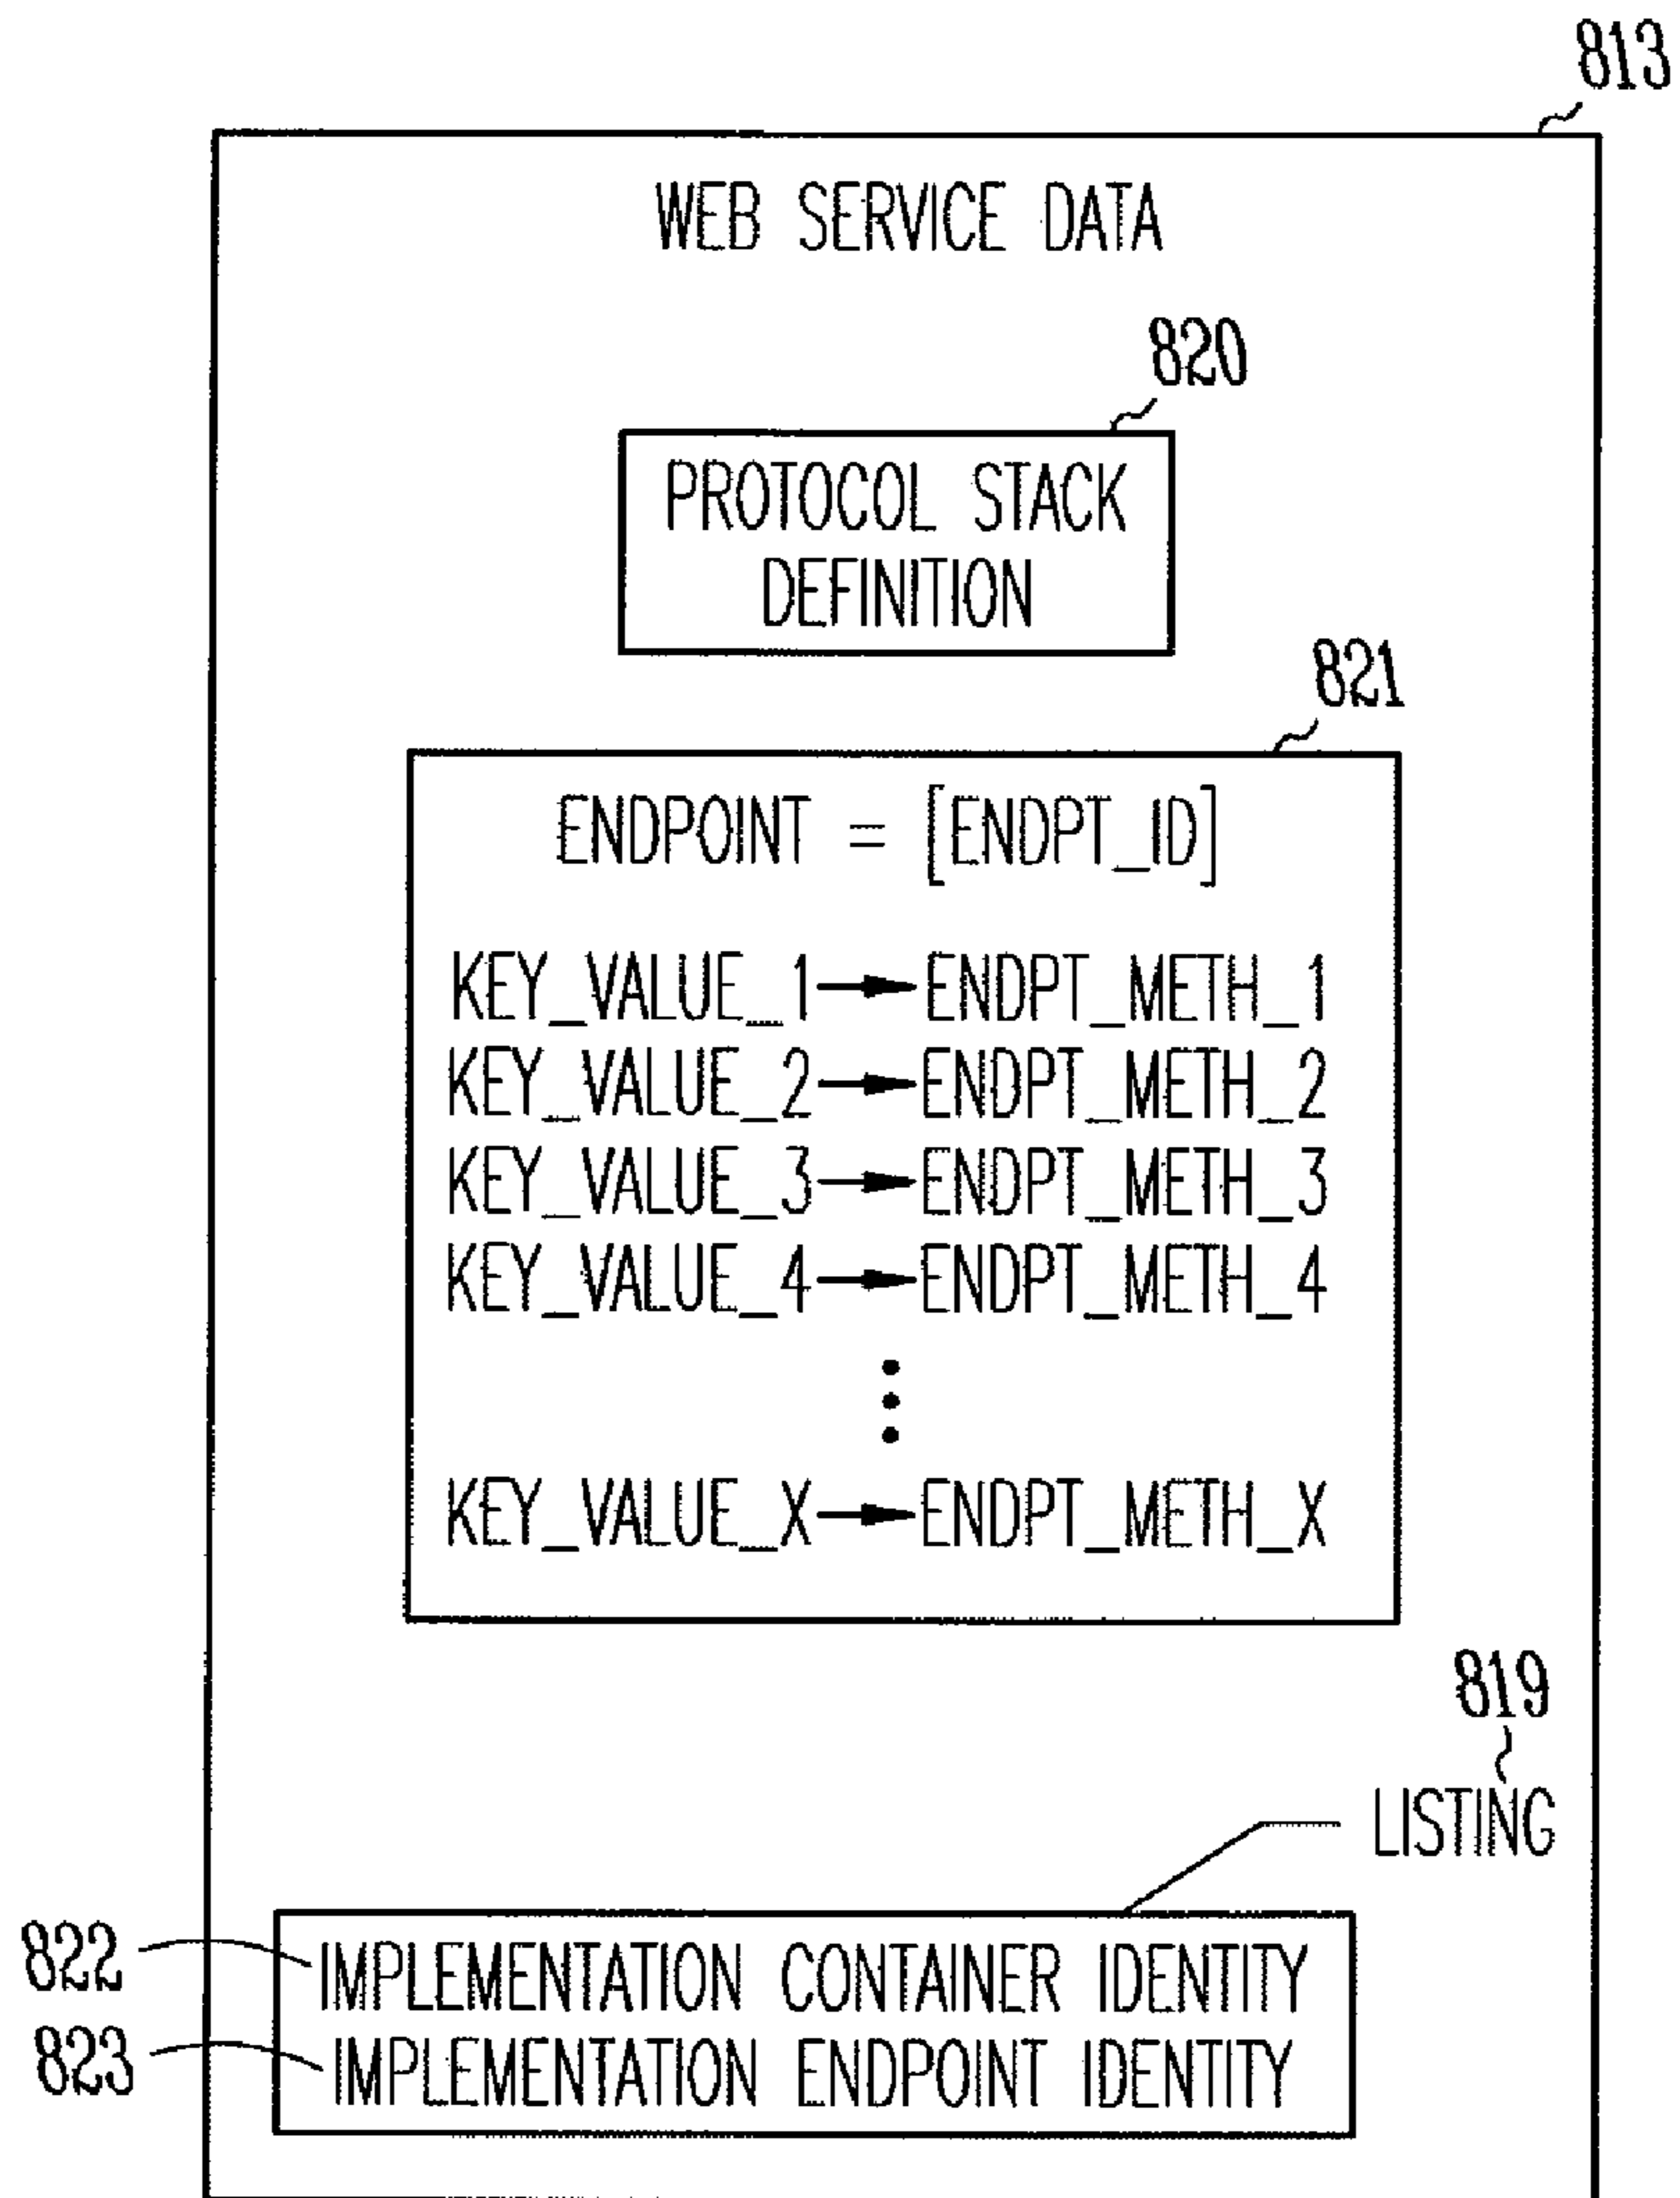 813
WEB SERVICE DATA
820
PROTOCOL STACK
DEFINITION
821
ENDPOINT = [ENDPT_ID]
KEY_VALUE_1 → ENDPT_METH_1
KEY_VALUE_2 → ENDPT_METH_2
KEY_VALUE_3 → ENDPT_METH_3
KEY_VALUE_4 → ENDPT_METH_4
KEY_VALUE_X → ENDPT_METH_X
819
LISTING
822 IMPLEMENTATION CONTAINER IDENTITY
823 IMPLEMENTATION ENDPOINT IDENTITY